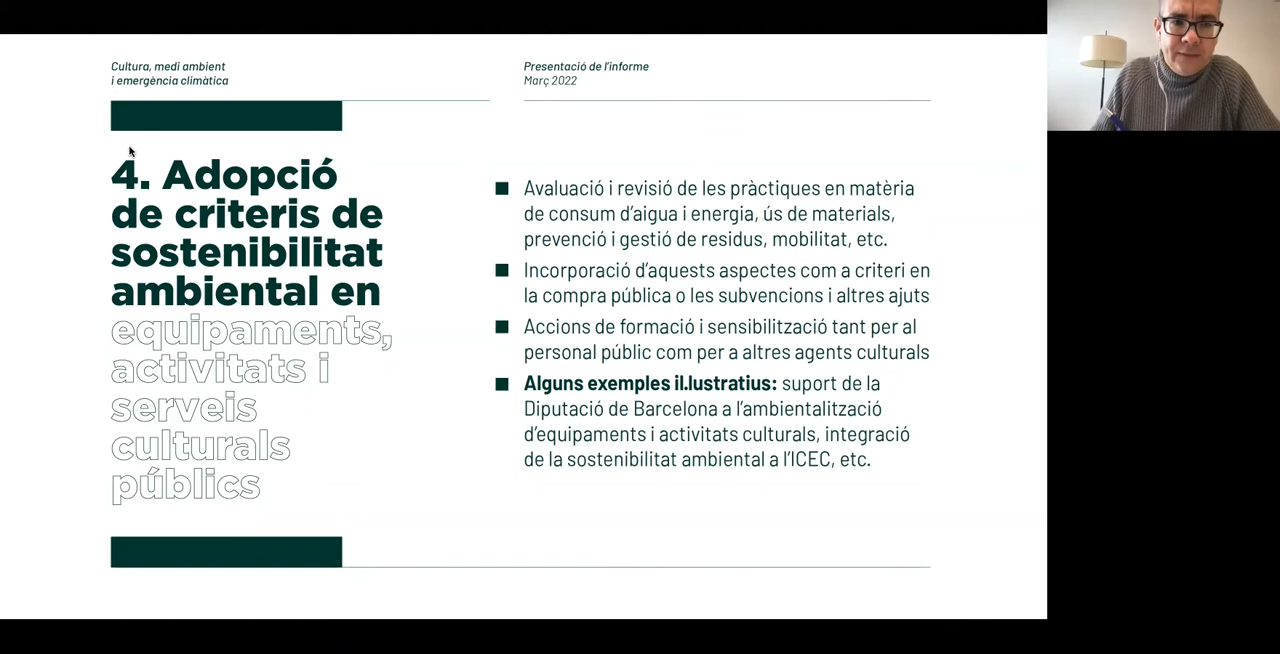 Cultura, medi ambient
i emergència climàtica
Presentació de l'informe
Març 2022
4. Adopció
de criteris de
sostenibilitat
ambiental en
equipaments,
activitats i
serveis
culturals
públics
Avaluació i revisió de les pràctiques en matèria
de consum d'aigua i energia, ús de materials,
prevenció i gestió de residus, mobilitat, etc.
Incorporació d'aquests aspectes com a criteri en
la compra pública o les subvencions i altres ajuts
Accions de formació i sensibilització tant per al
personal públic com per a altres agents culturals
Alguns exemples il.lustratius: suport de la
Diputació de Barcelona a l'ambientalització
d'equipaments i activitats culturals, integració
de la sostenibilitat ambiental a l'ICEC, etc.